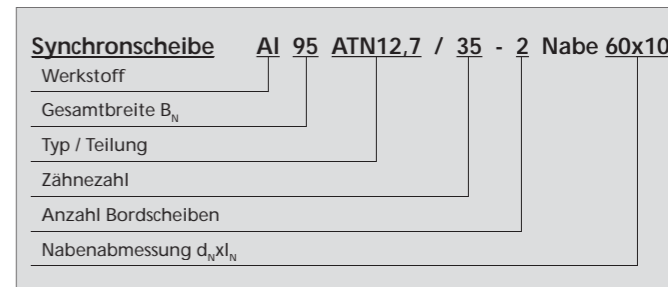 Synchronscheibe Al 95 ATN12,7 / 35 - 2 Nabe 60x10
Werkstoff
Gesamtbreite B_N
Typ / Teilung
Zähnezahl
Anzahl Bordscheiben
Nabenabmessung d_Nxl_N